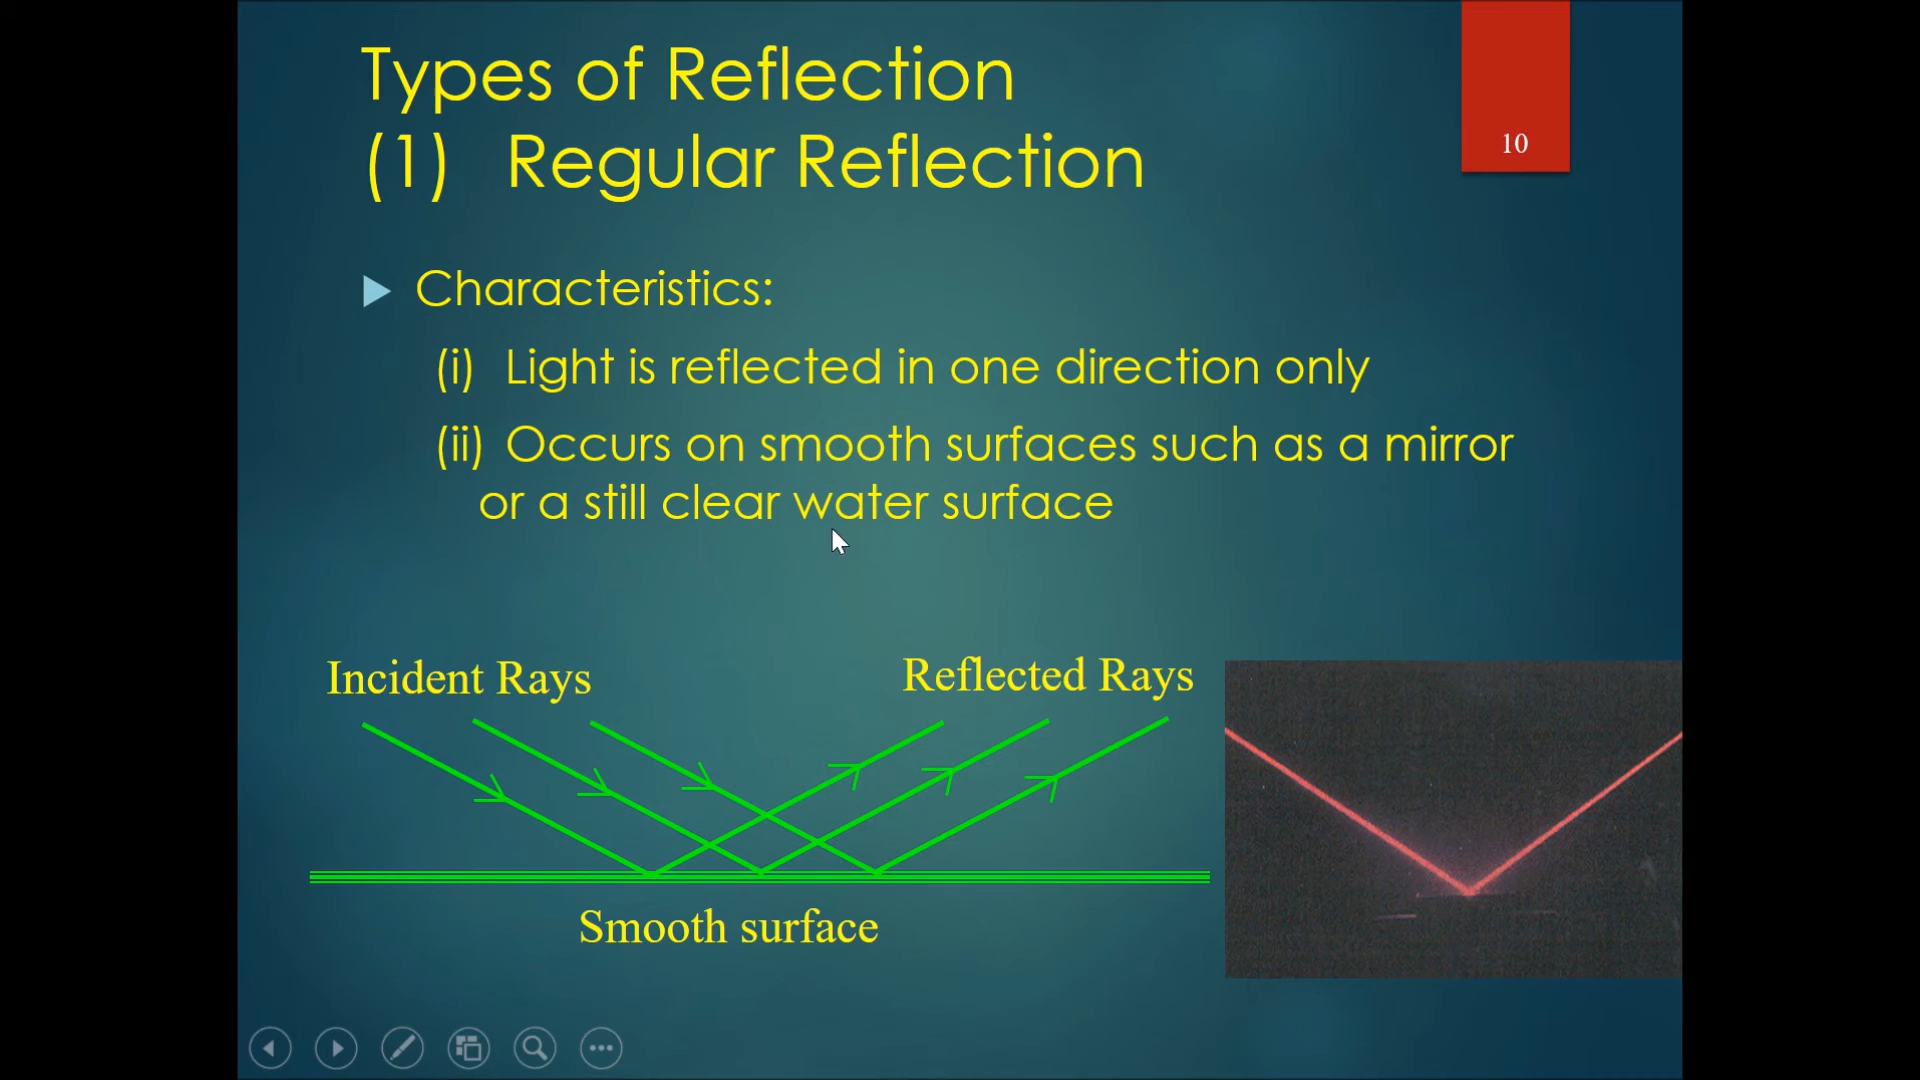 Types of Reflection
(1) Regular Reflection
10
Characteristics:
(i) Light is reflected in one direction only
(ii) Occurs on smooth surfaces such as a mirror
or a still clear water surface
Incident Rays
Reflected Rays
Smooth surface